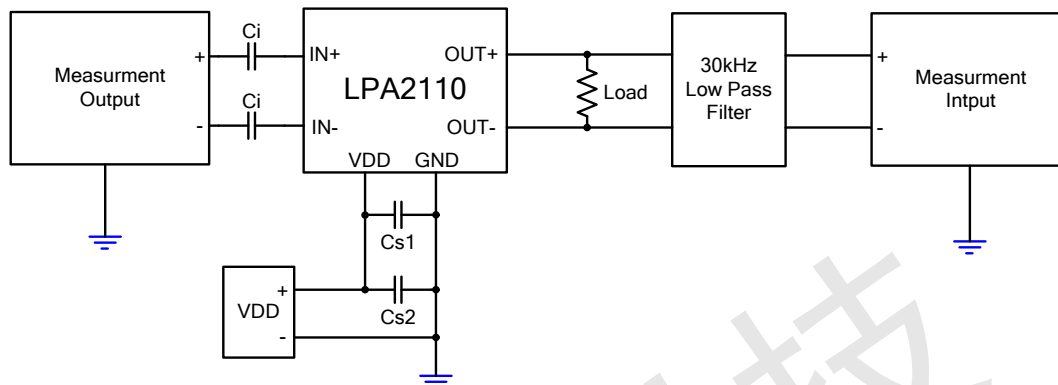 Measurment
Output
+
-
Ci
Ci
IN+
IN-
LPA2110
OUT+
OUT-
VDD
GND
Load
30kHz
Low Pass
Filter
+
-
Measurment
Intput
Cs1
Cs2
VDD
+
-
技